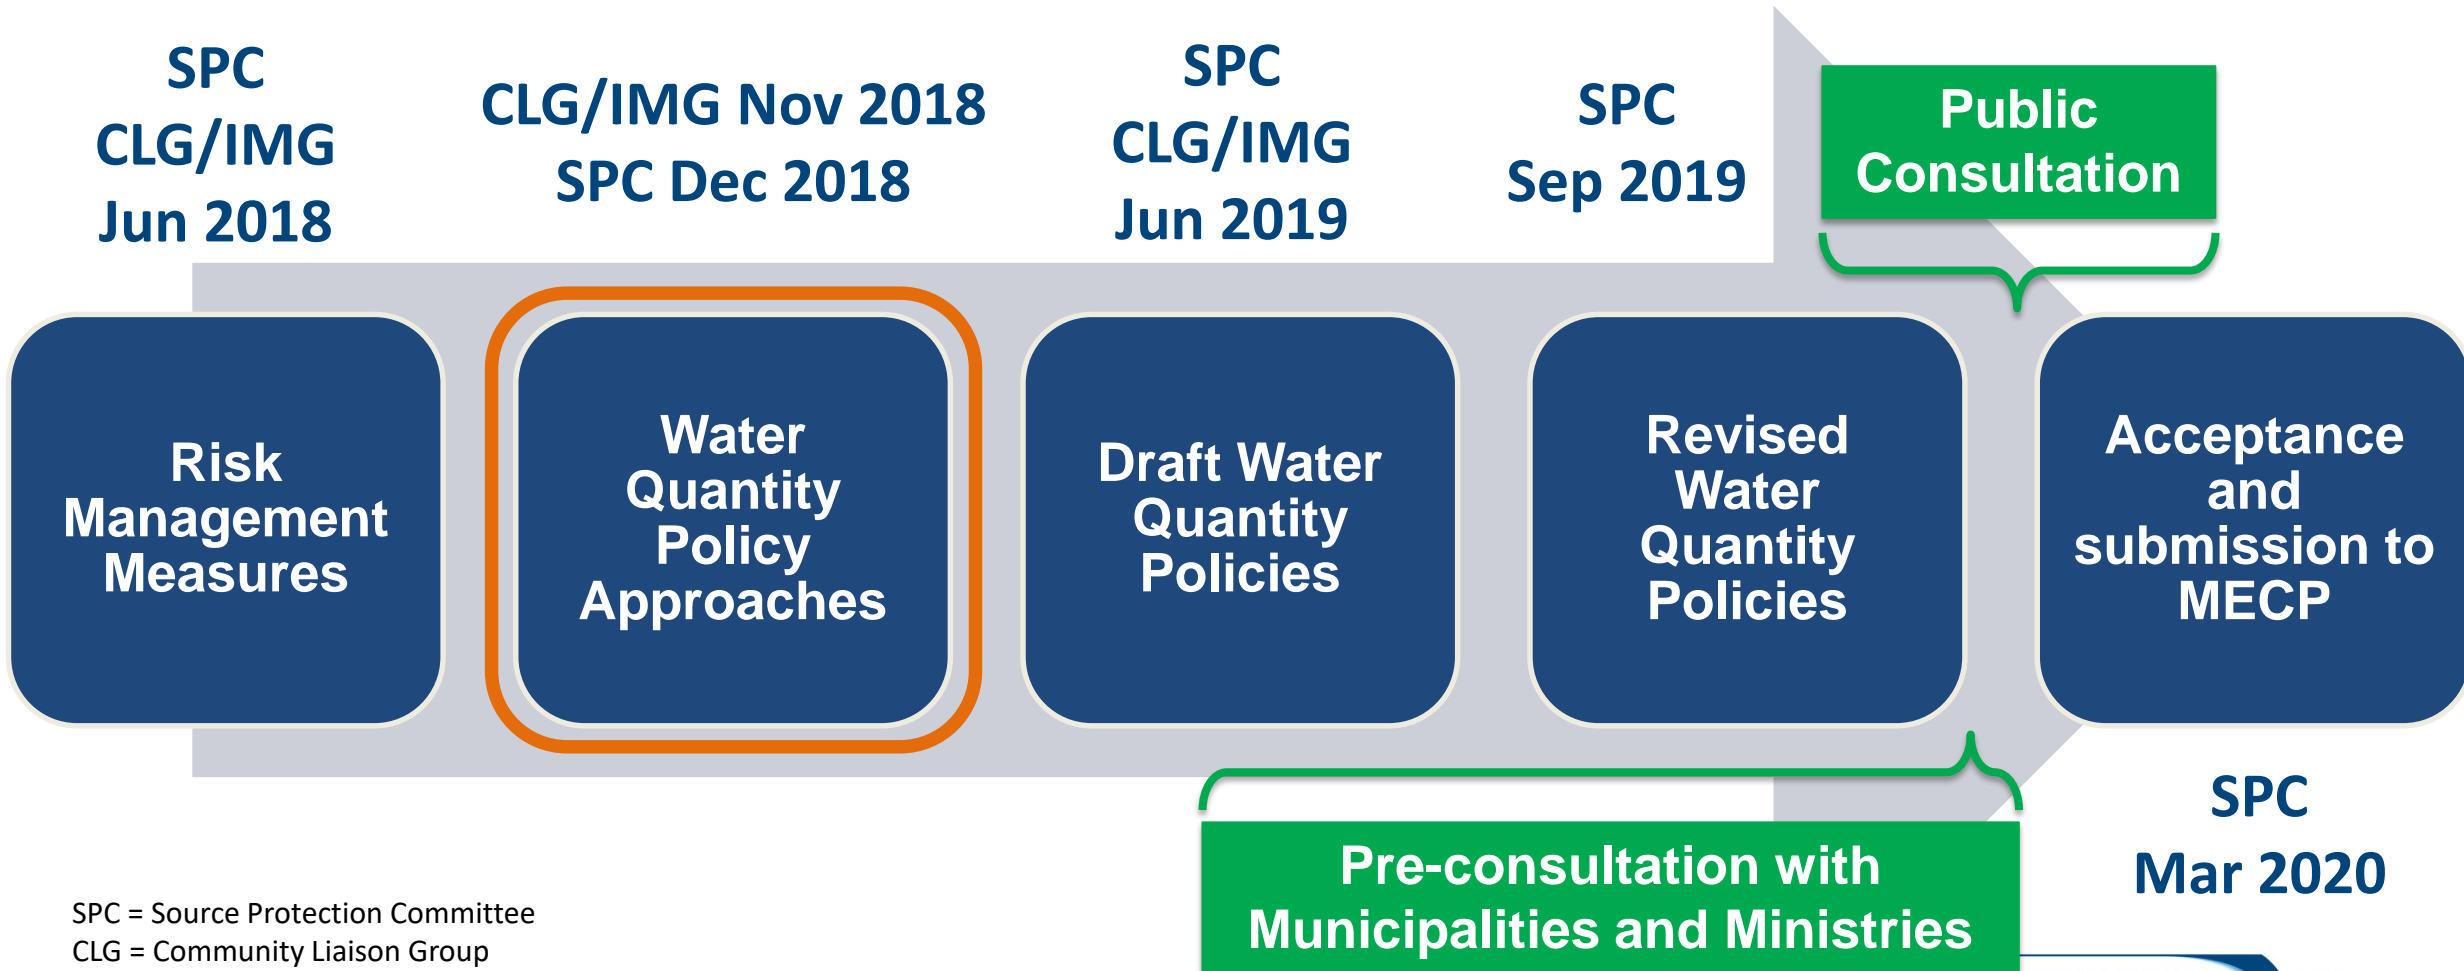 SPC
CLG/IMG
Jun 2018
CLG/IMG Nov 2018
SPC Dec 2018
SPC
CLG/IMG
Jun 2019
SPC
Sep 2019
Public
Consultation
Risk
Management
Measures
Water
Quantity
Policy
Approaches
Draft Water
Quantity
Policies
Revised
Water
Quantity
Policies
Acceptance
and
submission to
MECP
SPC
Mar 2020
Pre-consultation with
Municipalities and Ministries
SPC = Source Protection Committee
CLG = Community Liaison Group